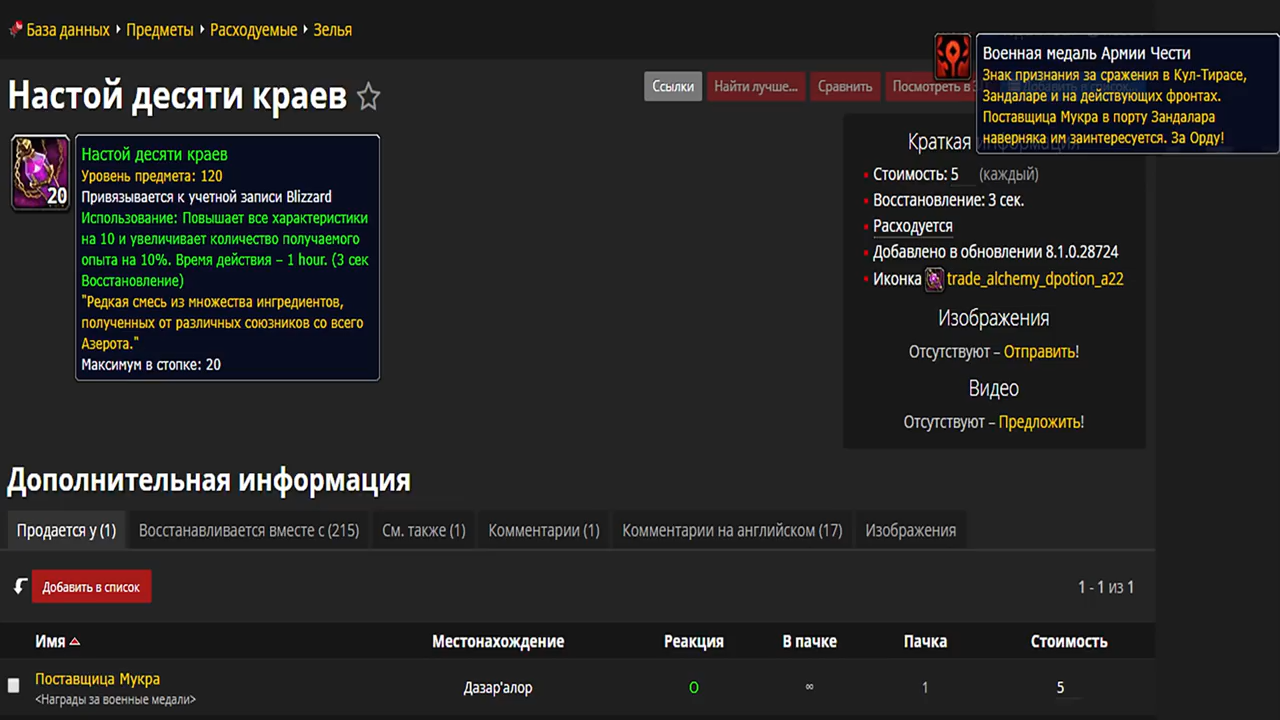 База данных Предметы Расходуемые Зелья
Настой десяти краев
Ссылки Найти лучше... Сравнить Посмотреть в
Военная медаль Армии Чести
Знак признания за сражения в Кул-Тирасе,
Зандаларе и на действующих фронтах.
Поставщица Мукра в порту Зандалара
наверняка им заинтересуется. За Орду!
20
Настой десяти краев
Уровень предмета: 120
Привязывается к учетной записи Blizzard
Использование: Повышает все характеристики
на 10 и увеличивает количество получаемого
опыта на 10%. Время действия – 1 hour. (3 сек
Восстановление)
"Редкая смесь из множества ингредиентов,
полученных от различных союзников со всего
Азерота."
Максимум в стопке: 20
Краткая информация
Стоимость: 5 (каждый)
Восстановление: 3 сек.
Расходуется
Добавлено в обновлении 8.1.0.28724
Иконка trade_alchemy_dpotion_a22
Изображения
Отсутствуют – Отправить!
Видео
Отсутствуют – Предложить!
Дополнительная информация
Продается у (1) Восстанавливается вместе с (215) См. также (1) Комментарии (1) Комментарии на английском (17) Изображения
Добавить в список 1 - 1 из 1
Имя Местонахождение Реакция В пачке Пачка Стоимость
Поставщица Мукра Дазар'алор О ∞ 1 5
<Награды за военные медали>